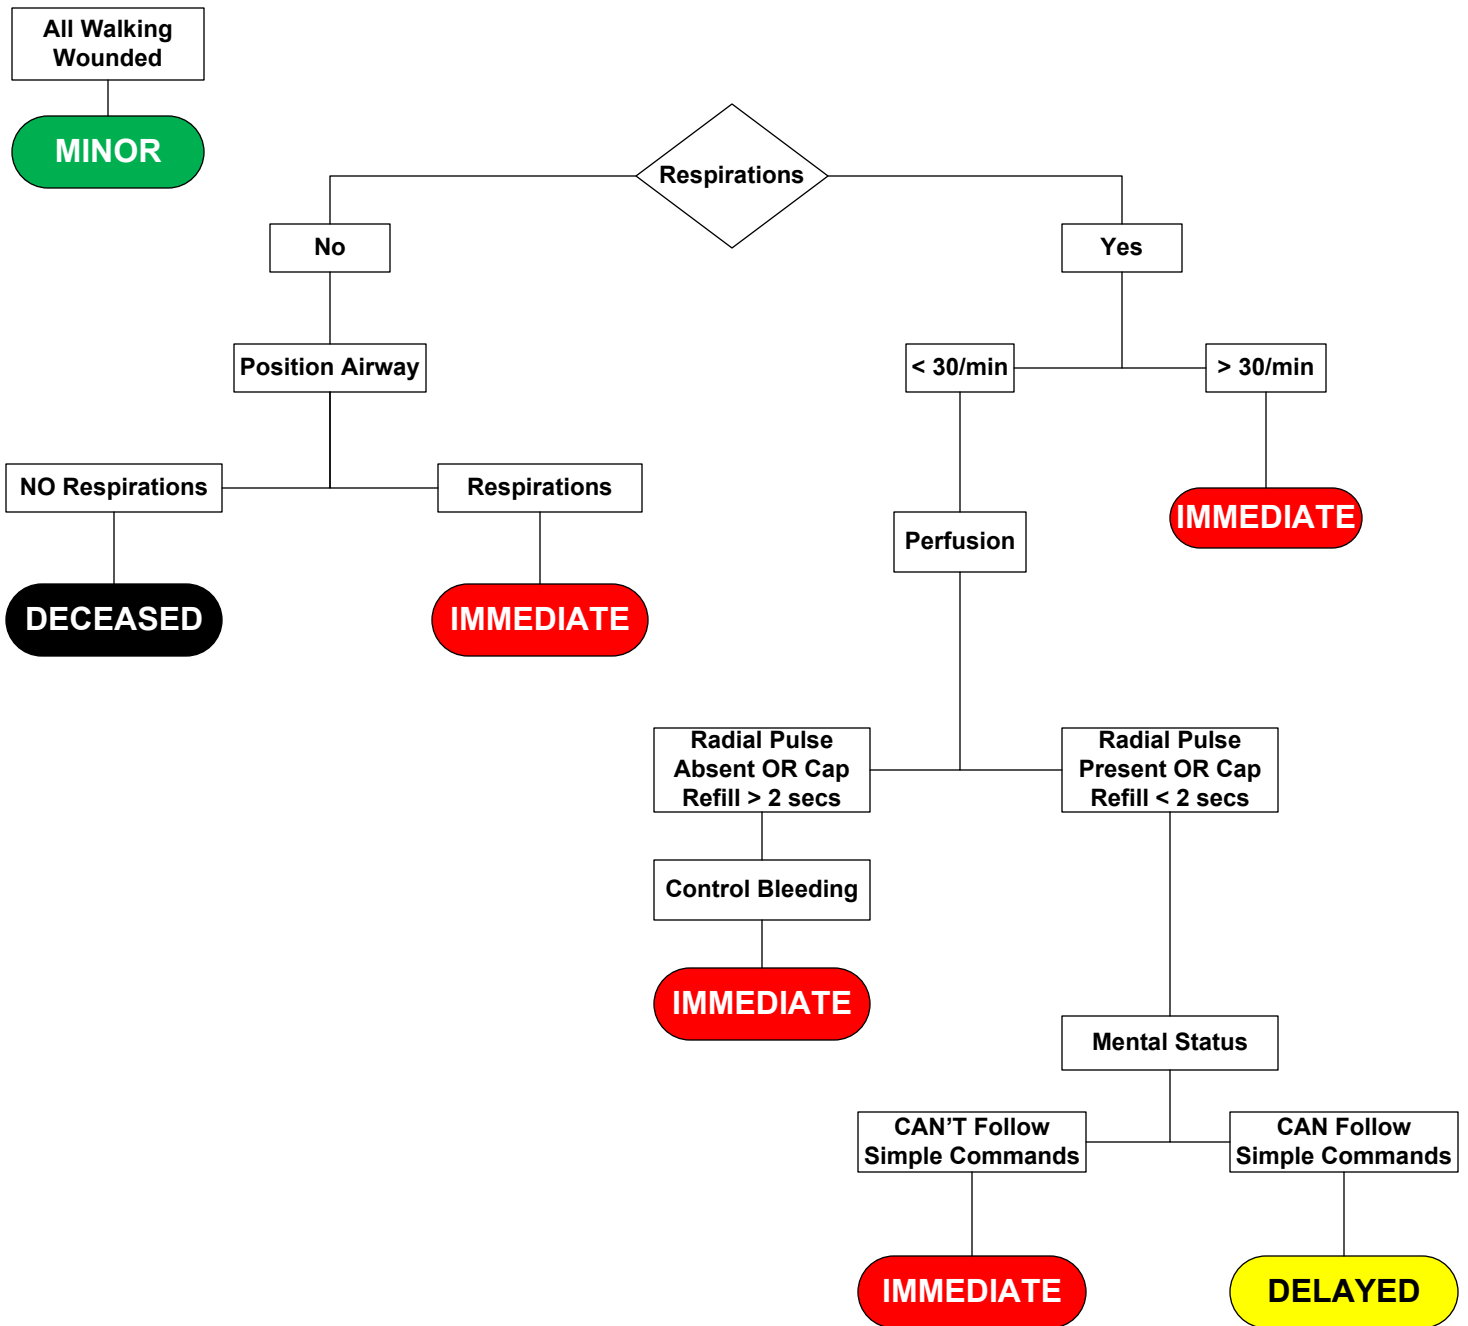 All Walking
Wounded
MINOR
Respirations
No
Yes
Position Airway
< 30/min
> 30/min
NO Respirations
Respirations
IMMEDIATE
Perfusion
DECEASED
IMMEDIATE
Radial Pulse
Absent OR Cap
Refill > 2 secs
Radial Pulse
Present OR Cap
Refill < 2 secs
Control Bleeding
IMMEDIATE
Mental Status
CAN’T Follow
Simple Commands
CAN Follow
Simple Commands
IMMEDIATE
DELAYED